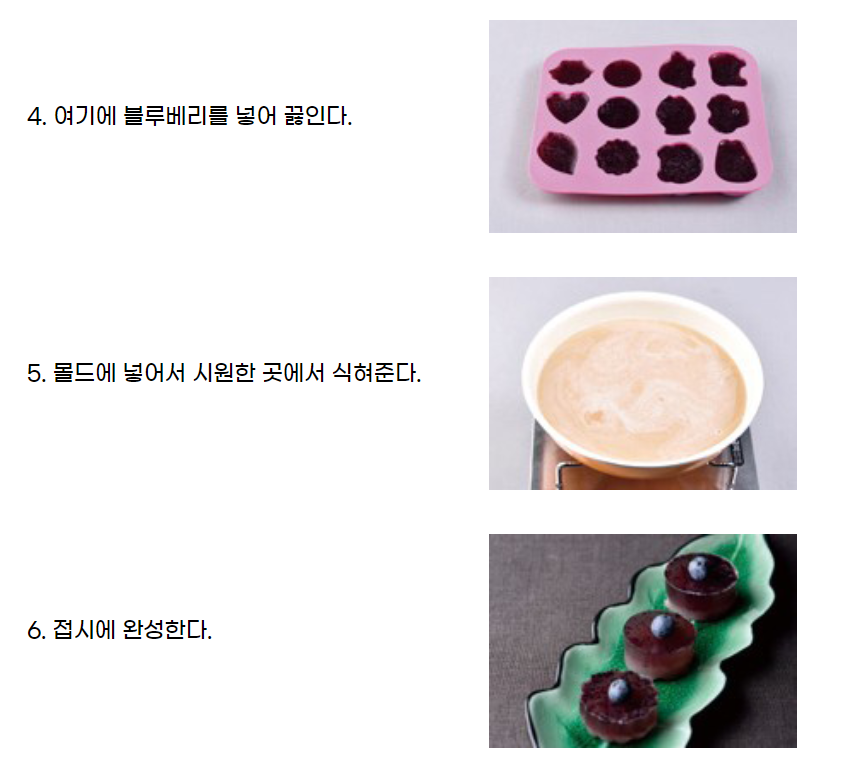 4. 여기에 블루베리를 넣어 끓인다.
5. 몰드에 넣어서 시원한 곳에서 식혀준다.
6. 접시에 완성한다.